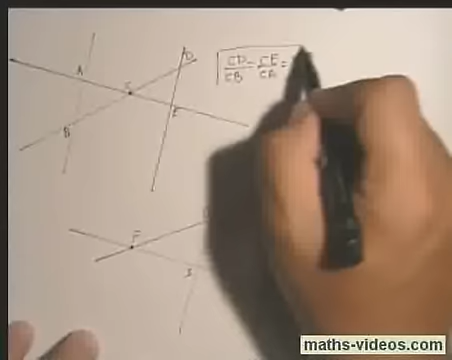 A
C
D
E
B
CD/CB = CE/CA =
F
maths-videos.com